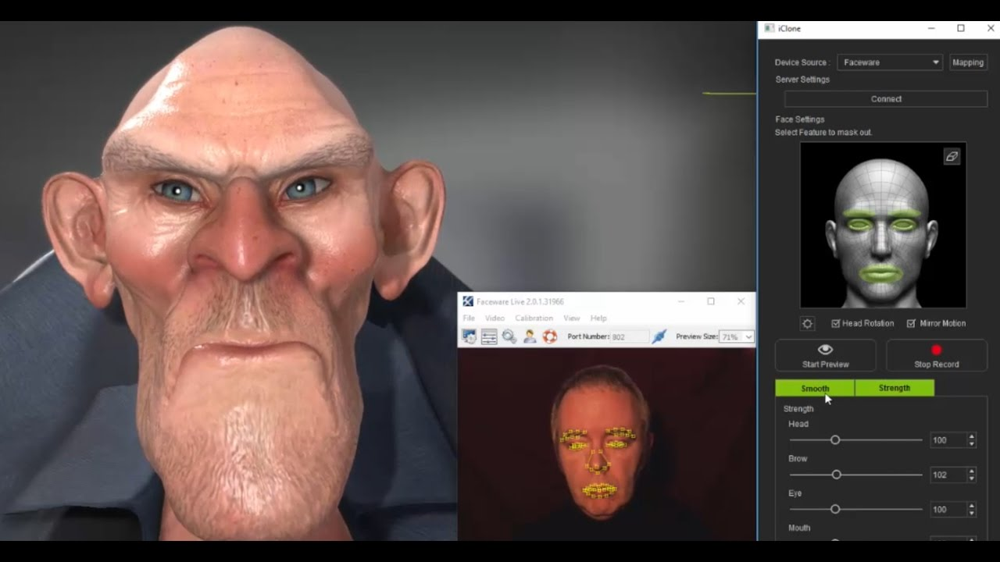 iClone
Device Source : Faceware Mapping
Server Settings
Connect
Face Settings
Select Feature to mask out.
Head Rotation Mirror Motion
Start Preview Stop Record
Smooth Strength
Strength
Head
100
Brow
102
Eye
100
Mouth
Faceware Live 2.0.1.31966
File Video Calibration View Help
Port Number: 802 Preview Size: 71%